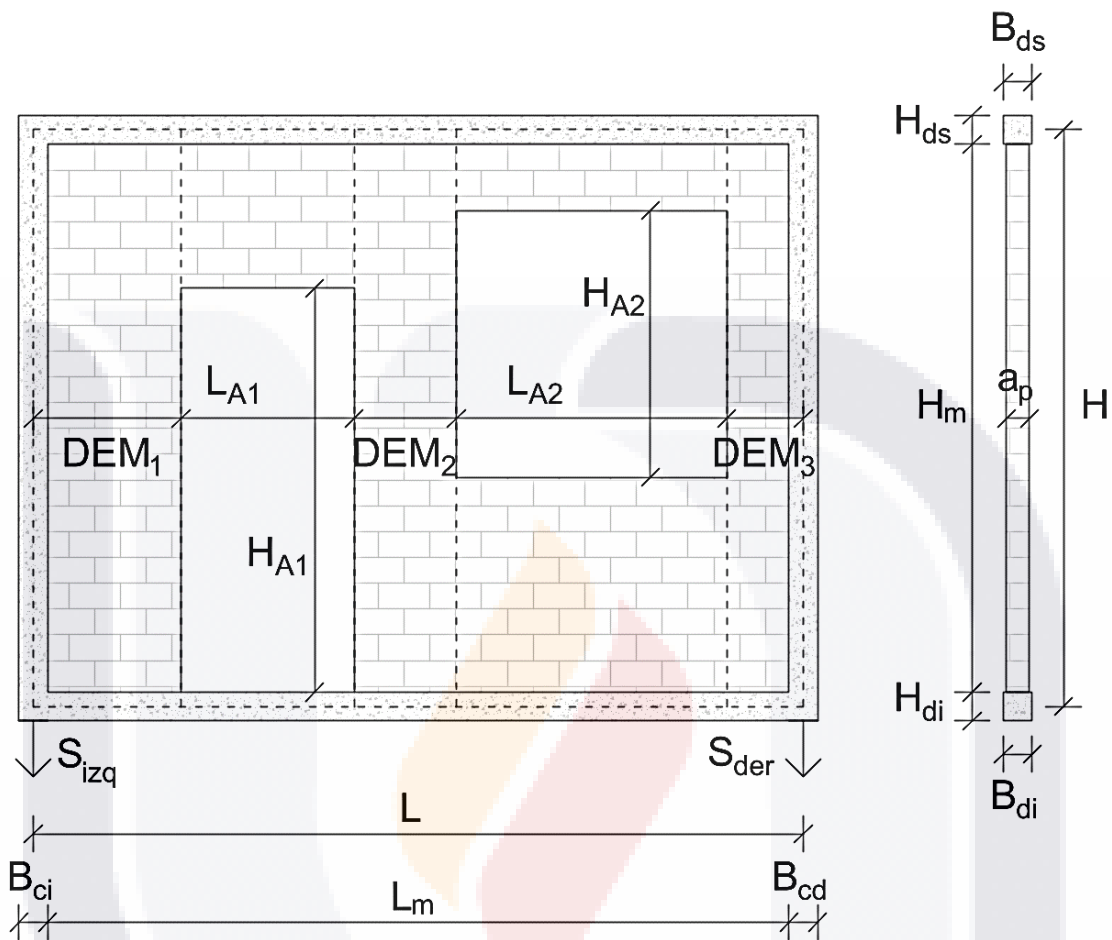 B_ds
H_ds
H_A2
L_A1
L_A2
a_p
H_m
H
DEM_1
DEM_2
DEM_3
H_A1
H_di
S_izq
S_der
B_di
L
B_ci
B_cd
L_m